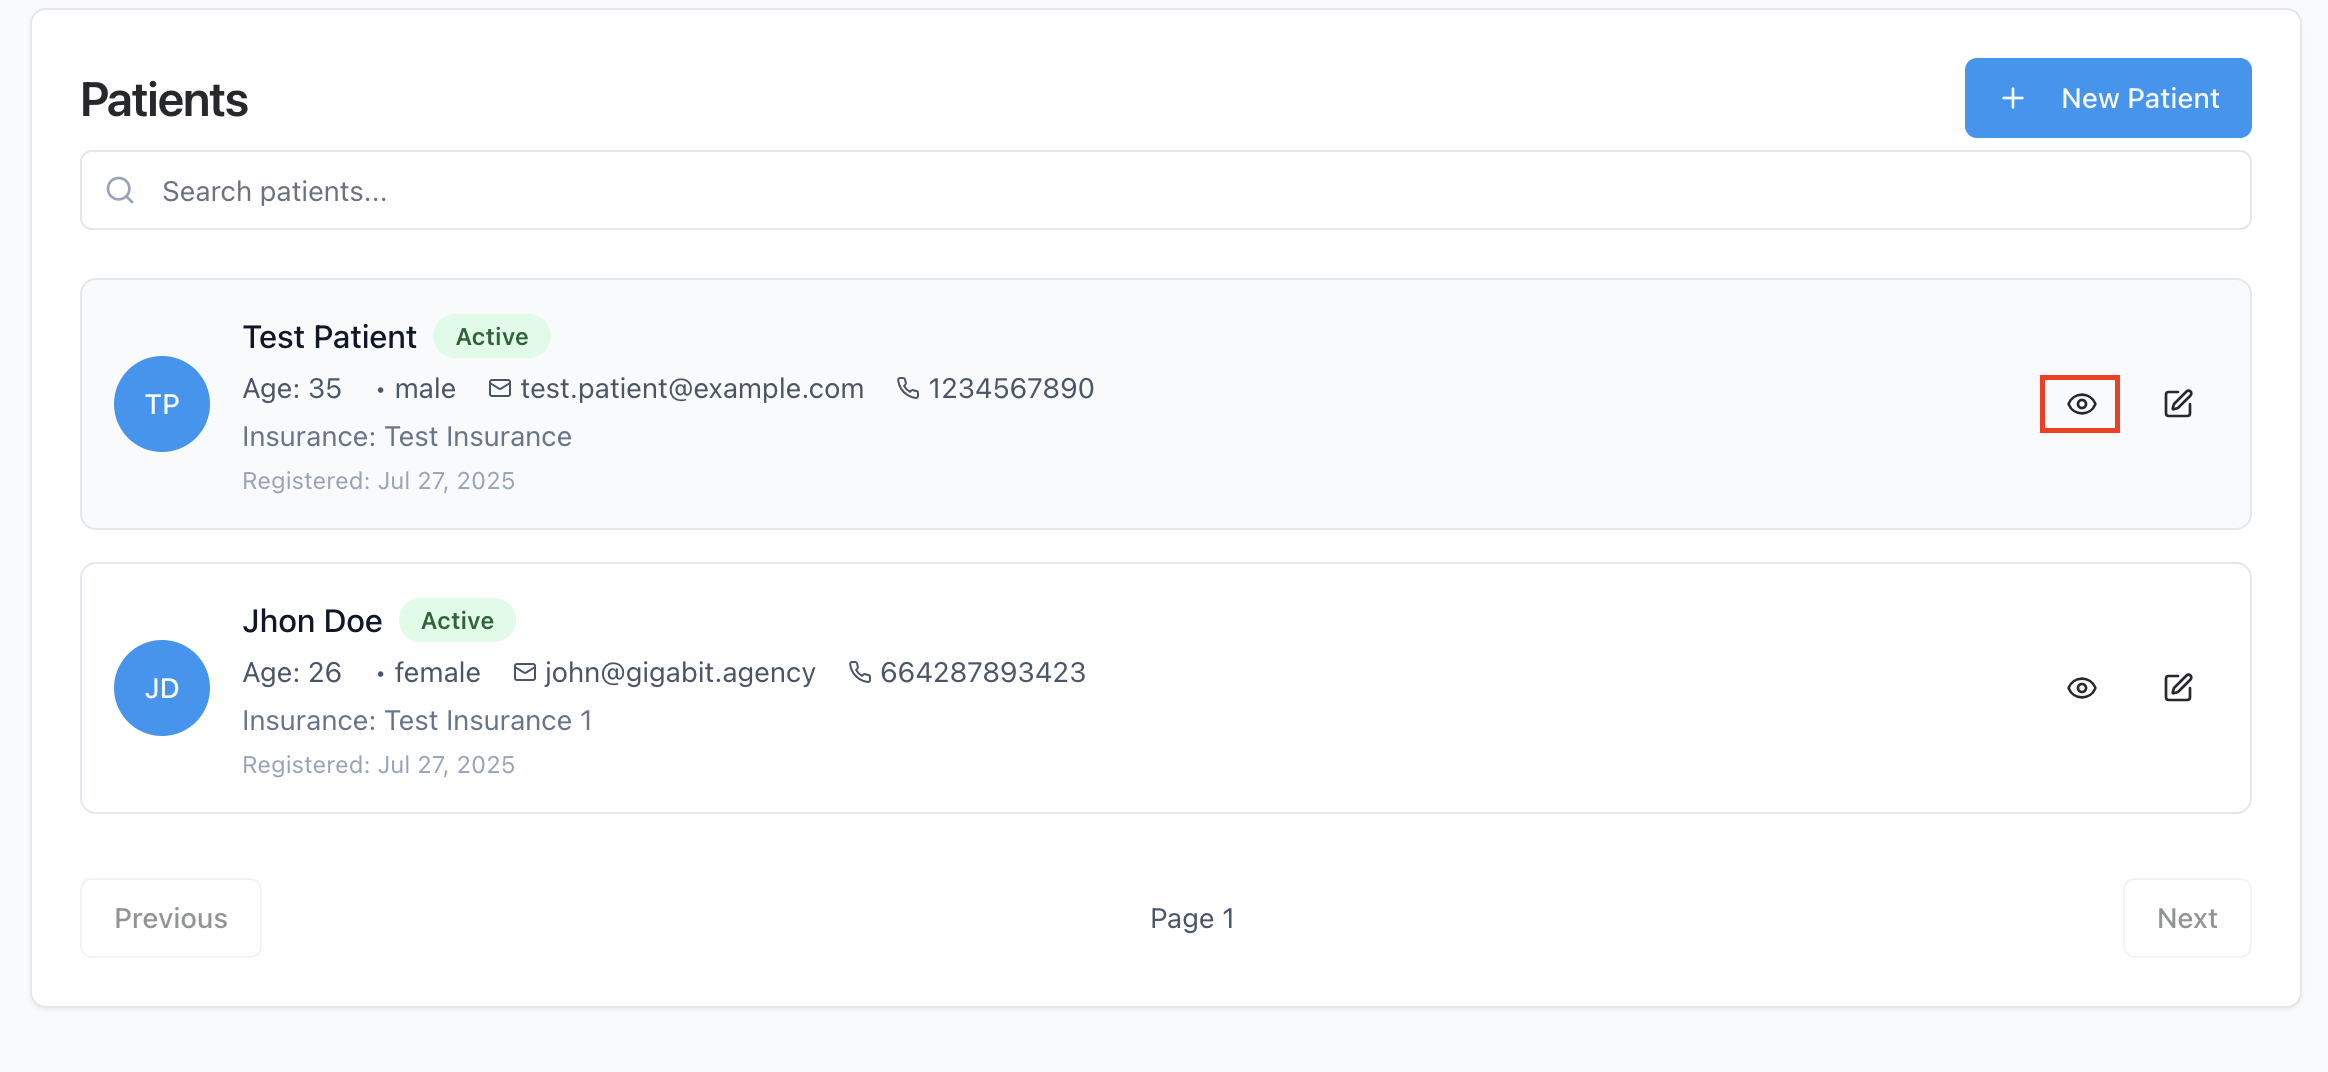 Patients
+ New Patient
Search patients...
TP
Test Patient Active
Age: 35 • male test.patient@example.com 1234567890
Insurance: Test Insurance
Registered: Jul 27, 2025
JD
Jhon Doe Active
Age: 26 • female john@gigabit.agency 664287893423
Insurance: Test Insurance 1
Registered: Jul 27, 2025
Previous Page 1 Next